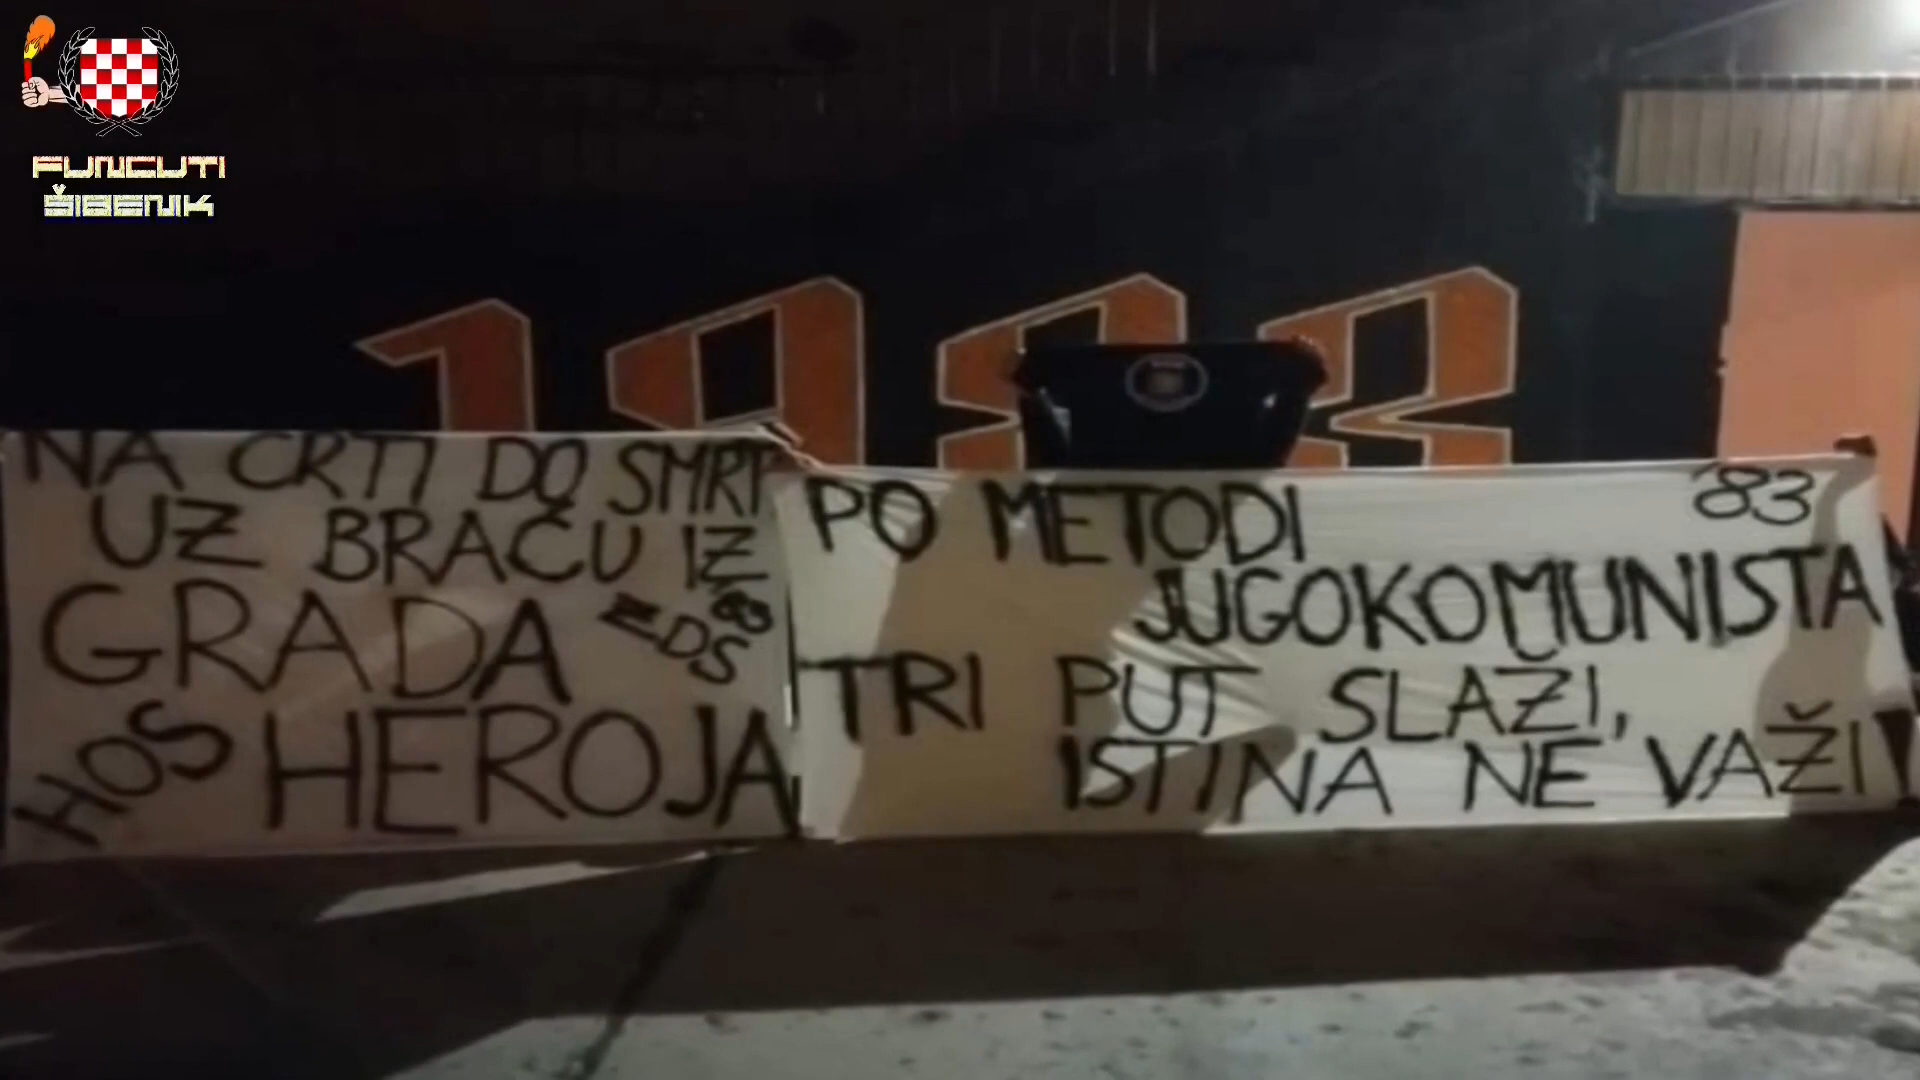 FUNCUTI
ŠIBENIK
1983
NA CRTI DO SMRTI
UZ BRAĆU IZ
GRADA
HOS HEROJA
ZDS
'83
PO METODI
JUGOKOMUNISTA
TRI PUT SLAŽI,
ISTINA NE VAŽI!
'83